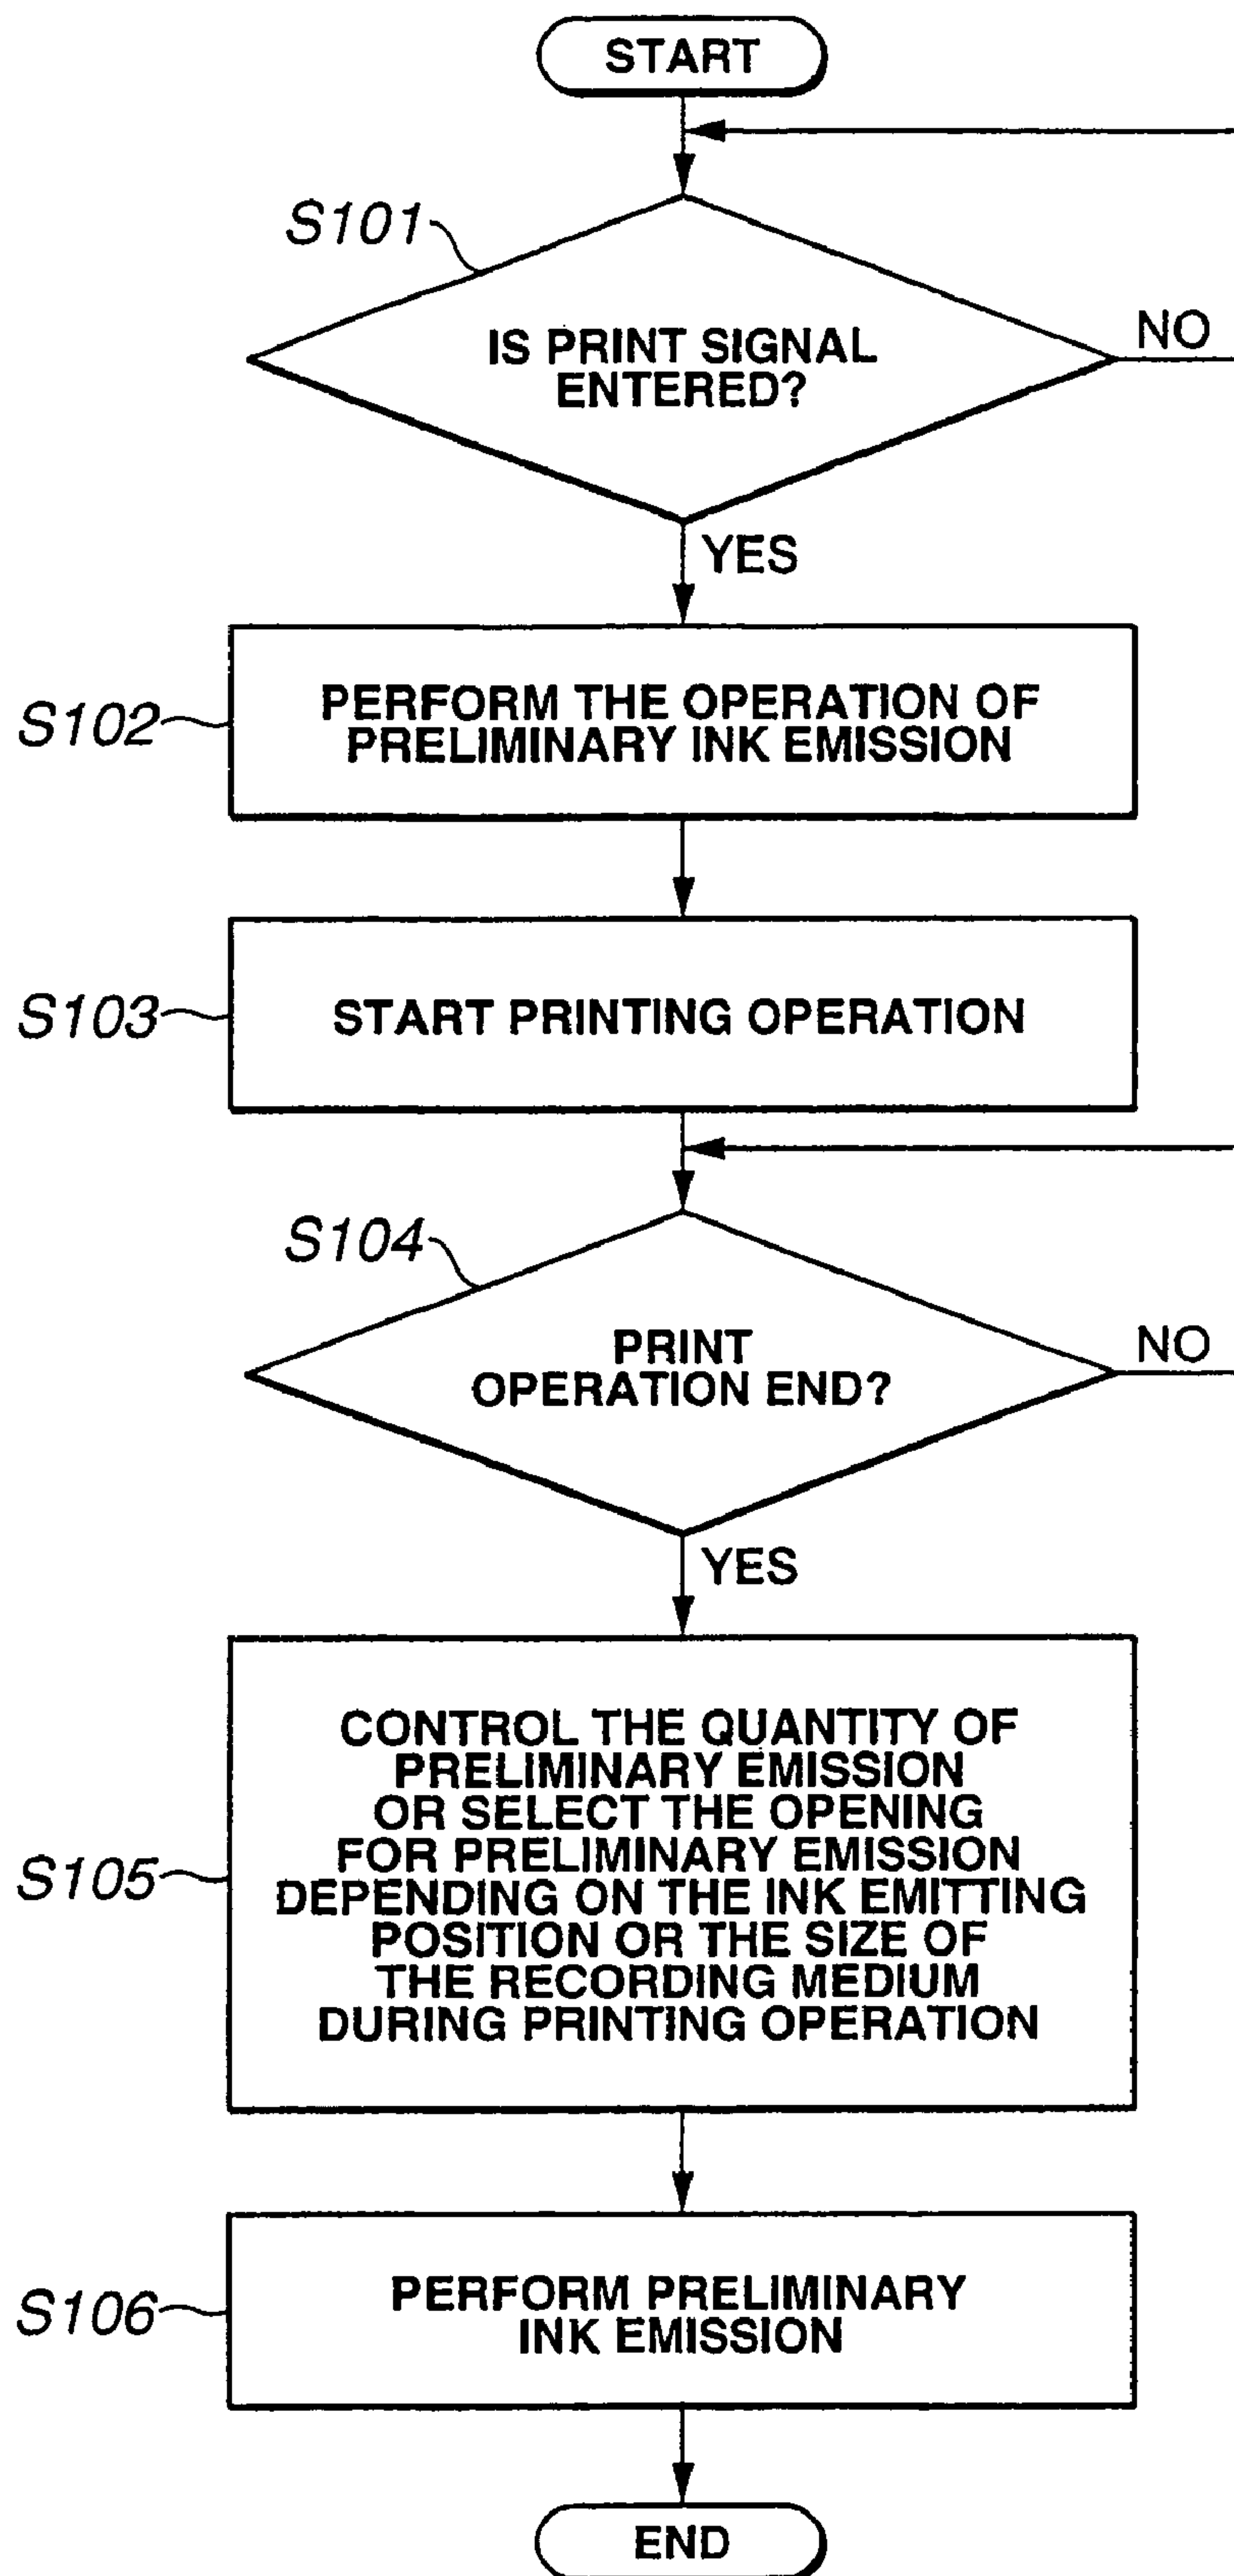 START
S101
IS PRINT SIGNAL
ENTERED?
NO
YES
S102
PERFORM THE OPERATION OF
PRELIMINARY INK EMISSION
S103
START PRINTING OPERATION
S104
PRINT
OPERATION END?
NO
YES
S105
CONTROL THE QUANTITY OF
PRELIMINARY EMISSION
OR SELECT THE OPENING
FOR PRELIMINARY EMISSION
DEPENDING ON THE INK EMITTING
POSITION OR THE SIZE OF
THE RECORDING MEDIUM
DURING PRINTING OPERATION
S106
PERFORM PRELIMINARY
INK EMISSION
END